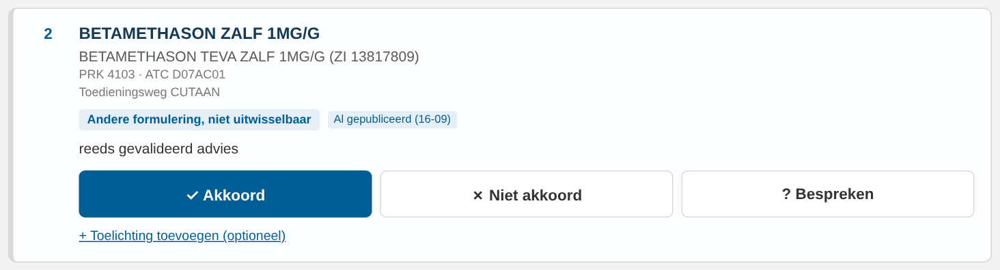 2 BETAMETHASON ZALF 1MG/G
BETAMETHASON TEVA ZALF 1MG/G (ZI 13817809)
PRK 4103 · ATC D07AC01
Toedieningsweg CUTAAN
Andere formulering, niet uitwisselbaar Al gepubliceerd (16-09)
reeds gevalideerd advies
✓ Akkoord × Niet akkoord ? Bespreken
+ Toelichting toevoegen (optioneel)